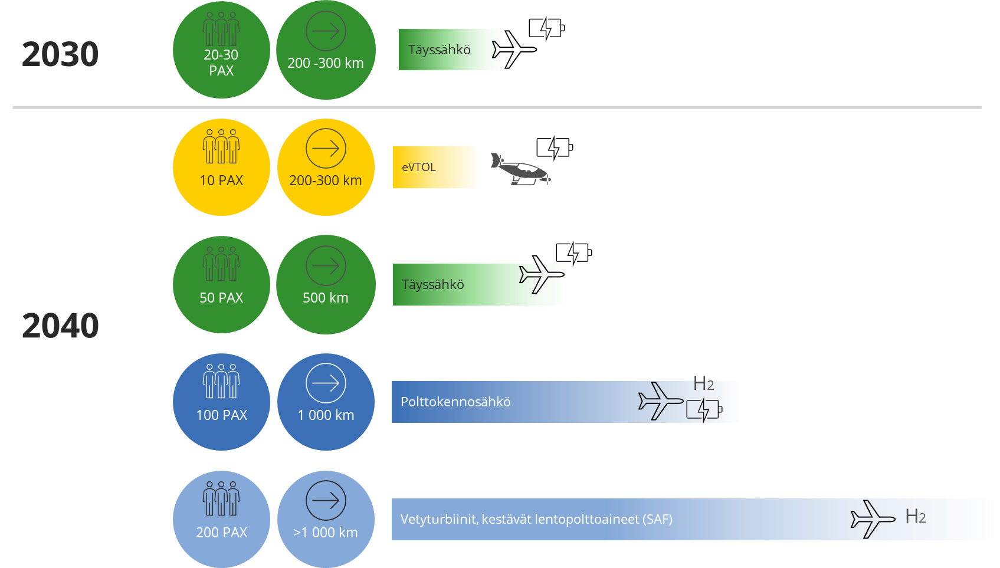 2030
20-30
PAX
200 -300 km
Täyssähkö
2040
10 PAX
200-300 km
eVTOL
50 PAX
500 km
Täyssähkö
100 PAX
1 000 km
Polttokennosähkö
H2
200 PAX
>1 000 km
Vetyturbiinit, kestävät lentopolttoaineet (SAF)
H2